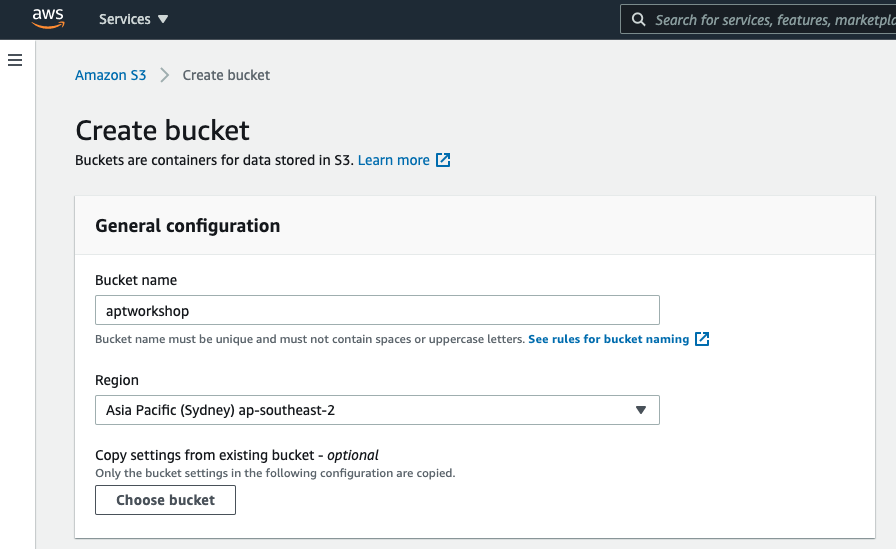 aws Services Search for services, features, marketpla
Amazon S3 Create bucket
Create bucket
Buckets are containers for data stored in S3. Learn more
General configuration
Bucket name
aptworkshop
Bucket name must be unique and must not contain spaces or uppercase letters. See rules for bucket naming
Region
Asia Pacific (Sydney) ap-southeast-2
Copy settings from existing bucket - optional
Only the bucket settings in the following configuration are copied.
Choose bucket